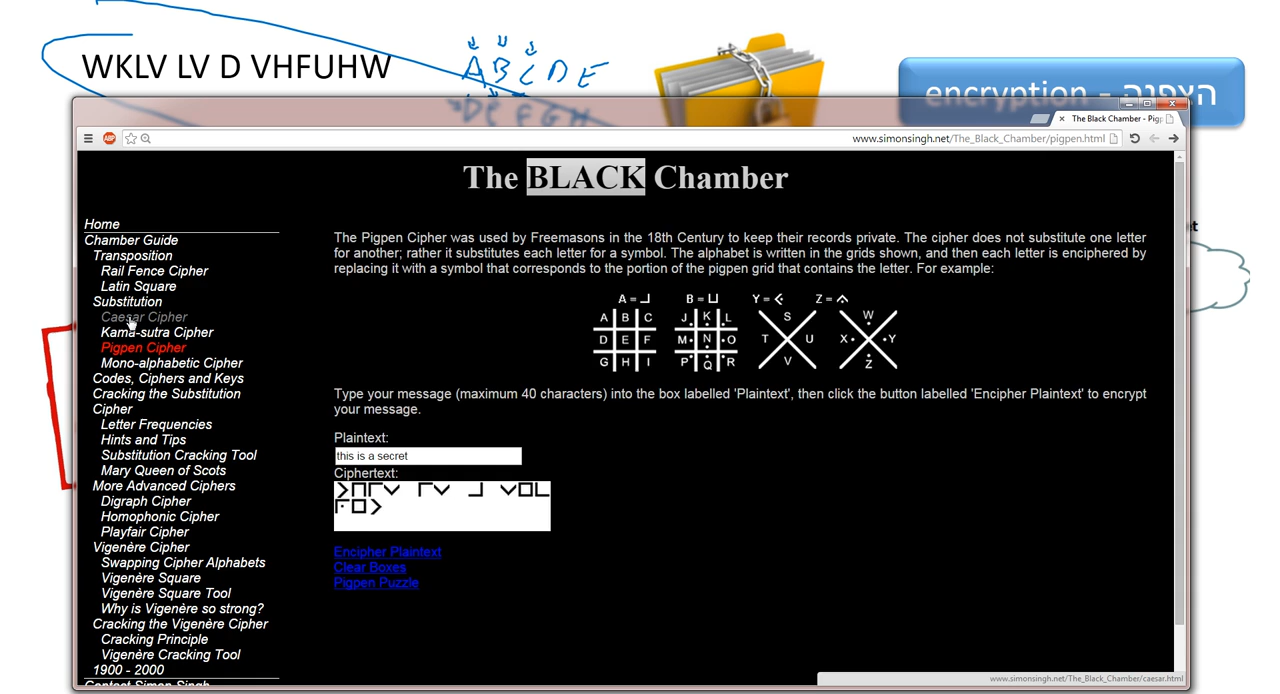 WKLV LV D VHFUHW
A B C D E
D E F G H
encryption - הצפנה
The Black Chamber - Pigp
www.simonsingh.net/The_Black_Chamber/pigpen.html
The BLACK Chamber
Home
Chamber Guide
Transposition
Rail Fence Cipher
Latin Square
Substitution
Caesar Cipher
Kama-sutra Cipher
Pigpen Cipher
Mono-alphabetic Cipher
Codes, Ciphers and Keys
Cracking the Substitution
Cipher
Letter Frequencies
Hints and Tips
Substitution Cracking Tool
Mary Queen of Scots
More Advanced Ciphers
Digraph Cipher
Homophonic Cipher
Playfair Cipher
Vigenère Cipher
Swapping Cipher Alphabets
Vigenère Square
Vigenère Square Tool
Why is Vigenère so strong?
Cracking the Vigenère Cipher
Cracking Principle
Vigenère Cracking Tool
1900 - 2000
Contact Simon Singh
The Pigpen Cipher was used by Freemasons in the 18th Century to keep their records private. The cipher does not substitute one letter
for another; rather it substitutes each letter for a symbol. The alphabet is written in the grids shown, and then each letter is enciphered by
replacing it with a symbol that corresponds to the portion of the pigpen grid that contains the letter. For example:
A = B = Y = Z =
A B C J K L S W
D E F M N O T U X Y
G H I P Q R V Z
Type your message (maximum 40 characters) into the box labelled 'Plaintext', then click the button labelled 'Encipher Plaintext' to encrypt
your message.
Plaintext:
this is a secret
Ciphertext:
Encipher Plaintext
Clear Boxes
Pigpen Puzzle
www.simonsingh.net/The_Black_Chamber/caesar.html